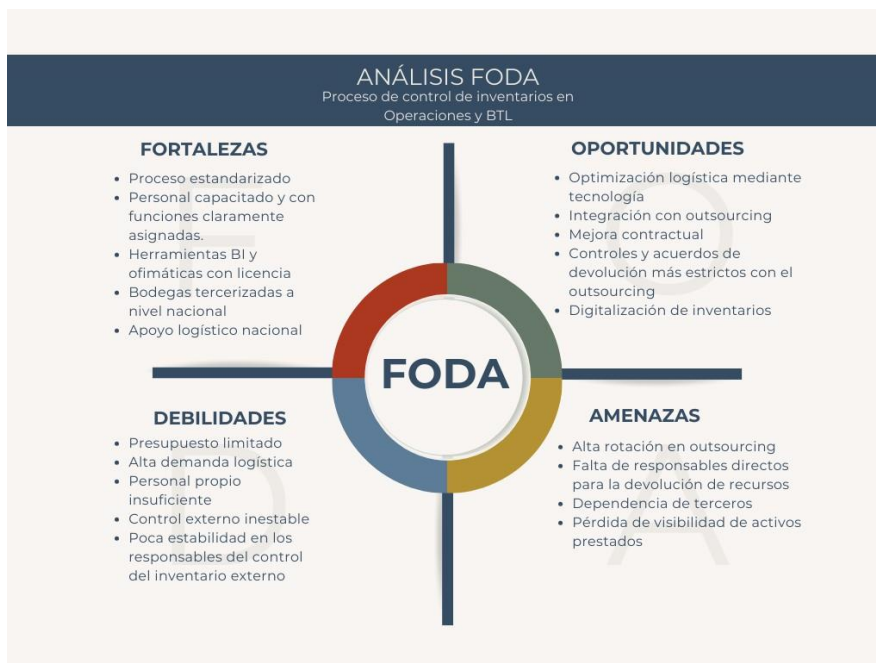 ANÁLISIS FODA
Proceso de control de inventarios en
Operaciones y BTL
FORTALEZAS
• Proceso estandarizado
• Personal capacitado y con
funciones claramente
asignadas.
• Herramientas BI y
ofimáticas con licencia
• Bodegas tercerizadas a
nivel nacional
• Apoyo logístico nacional
F
OPORTUNIDADES
• Optimización logística mediante
tecnología
• Integración con outsourcing
• Mejora contractual
• Controles y acuerdos de
devolución más estrictos con el
outsourcing
• Digitalización de inventarios
O
FODA
DEBILIDADES
• Presupuesto limitado
• Alta demanda logística
• Personal propio
insuficiente
• Control externo inestable
• Poca estabilidad en los
responsables del control
del inventario externo
D
AMENAZAS
• Alta rotación en outsourcing
• Falta de responsables directos
para la devolución de recursos
• Dependencia de terceros
• Pérdida de visibilidad de activos
prestados
A